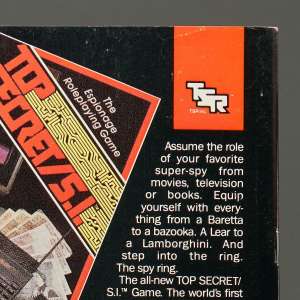 TOP
SECRET/S.I.
The
Espionage
Roleplaying Game
TSR
Assume the role
of your favorite
super-spy from
movies, television
or books. Equip
yourself with every-
thing from a Baretta
to a bazooka. A Lear to
a Lamborghini. And
step into the ring.
The spy ring.
The all-new TOP SECRET/
S.I.™ Game. The world's first